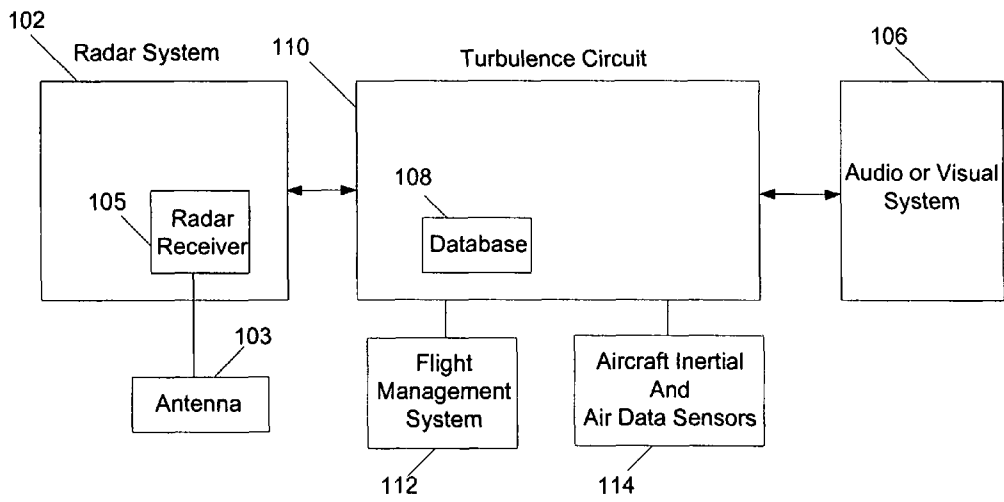 102
Radar System
110
Turbulence Circuit
106
105
Radar
Receiver
108
Database
Audio or Visual
System
103
Antenna
Flight
Management
System
112
Aircraft Inertial
And
Air Data Sensors
114